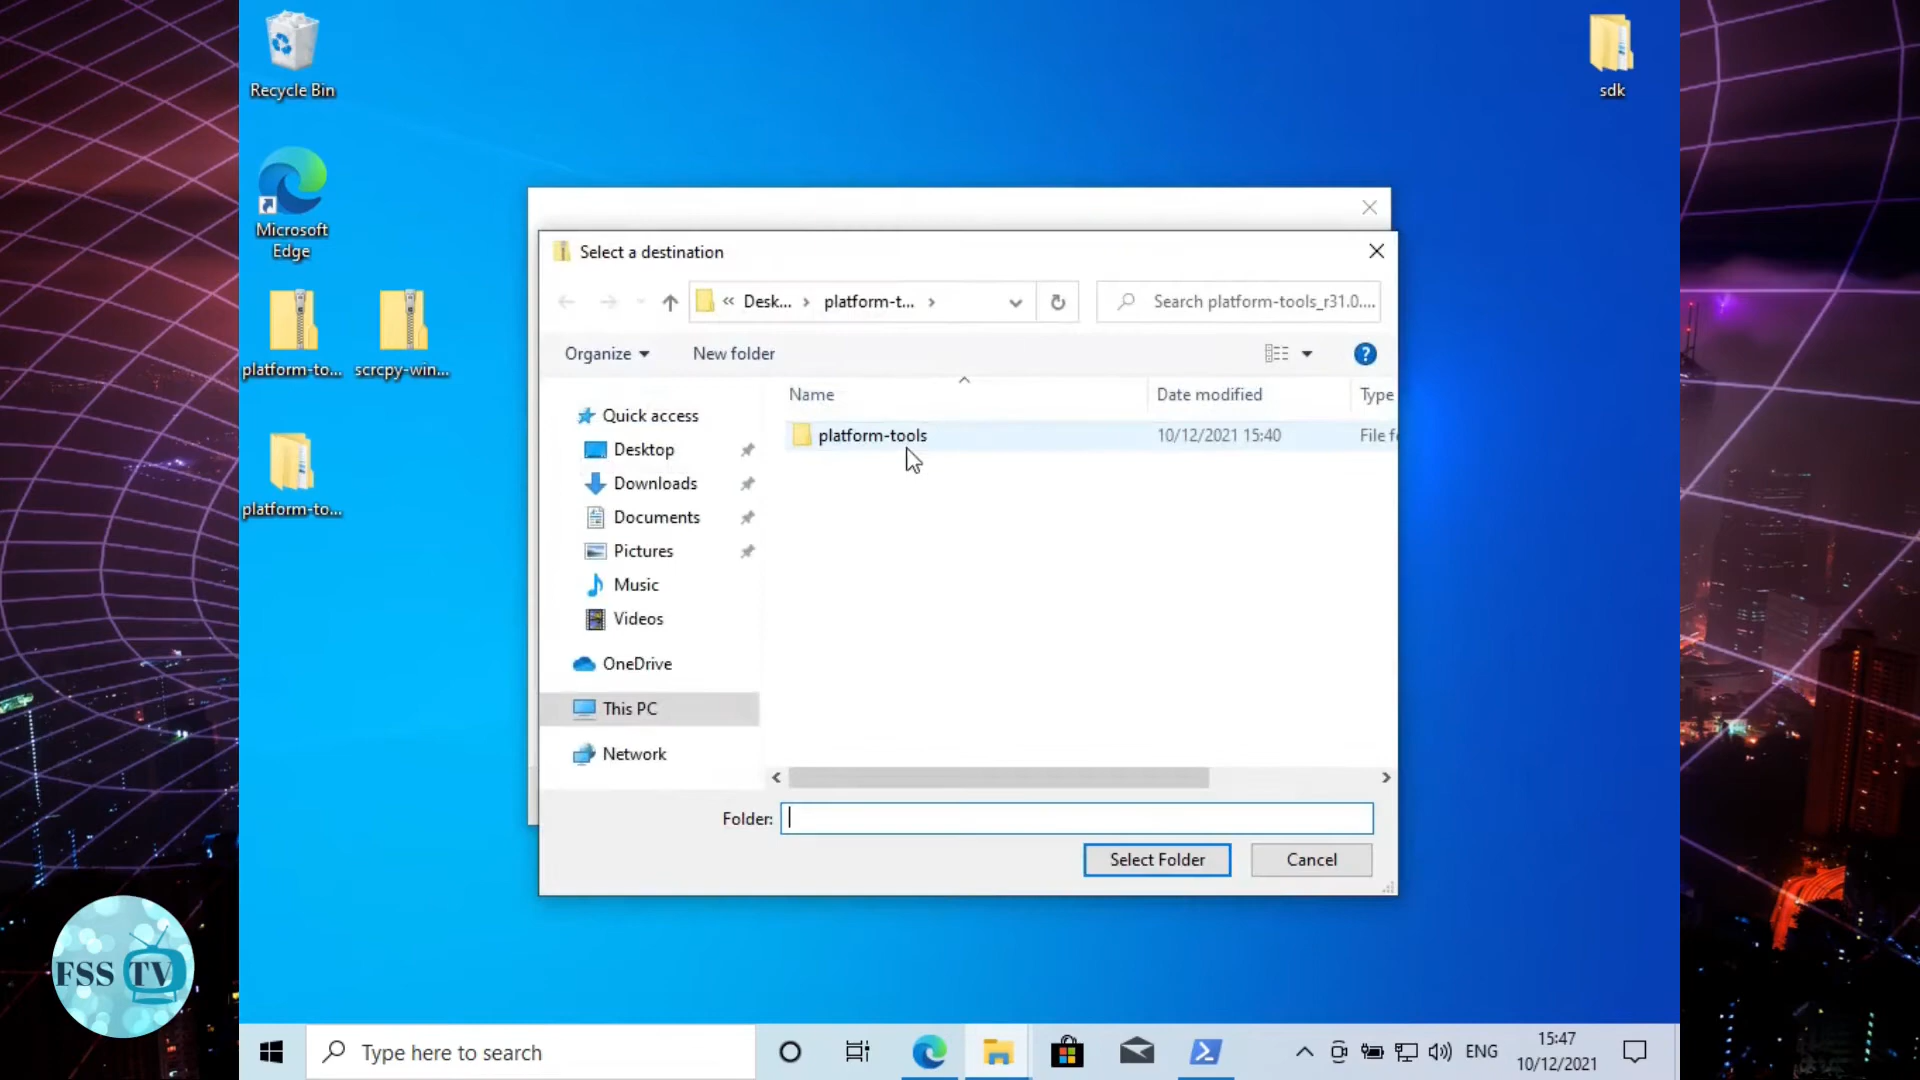 Recycle Bin
sdk
Microsoft
Edge
platform-to...
scrcpy-win...
platform-to...
Select a destination
« Desk... › platform-t... ›
Search platform-tools_r31.0....
Organize
New folder
?
Name
Date modified
Type
platform-tools
10/12/2021 15:40
File f
Quick access
Desktop
Downloads
Documents
Pictures
Music
Videos
OneDrive
This PC
Network
Folder:
Select Folder
Cancel
FSS TV
Type here to search
ENG
15:47
10/12/2021